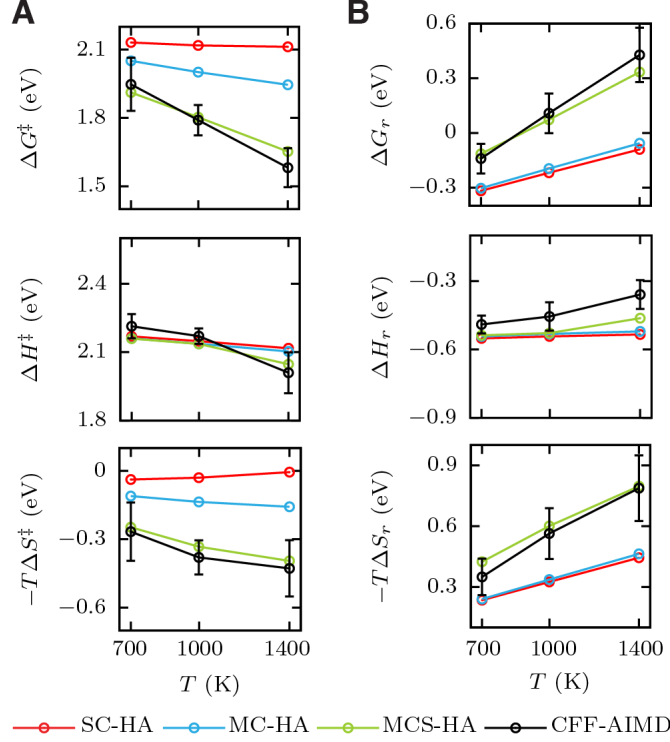 A
B
2.1
1.8
1.5
ΔG‡ (eV)
0.6
0.3
0
−0.3
ΔGr (eV)
2.4
2.1
1.8
ΔH‡ (eV)
−0.3
−0.6
−0.9
ΔHr (eV)
0
−0.3
−0.6
−TΔS‡ (eV)
0.9
0.6
0.3
−TΔSr (eV)
700 1000 1400
T (K)
700 1000 1400
T (K)
SC-HA MC-HA MCS-HA CFF-AIMD